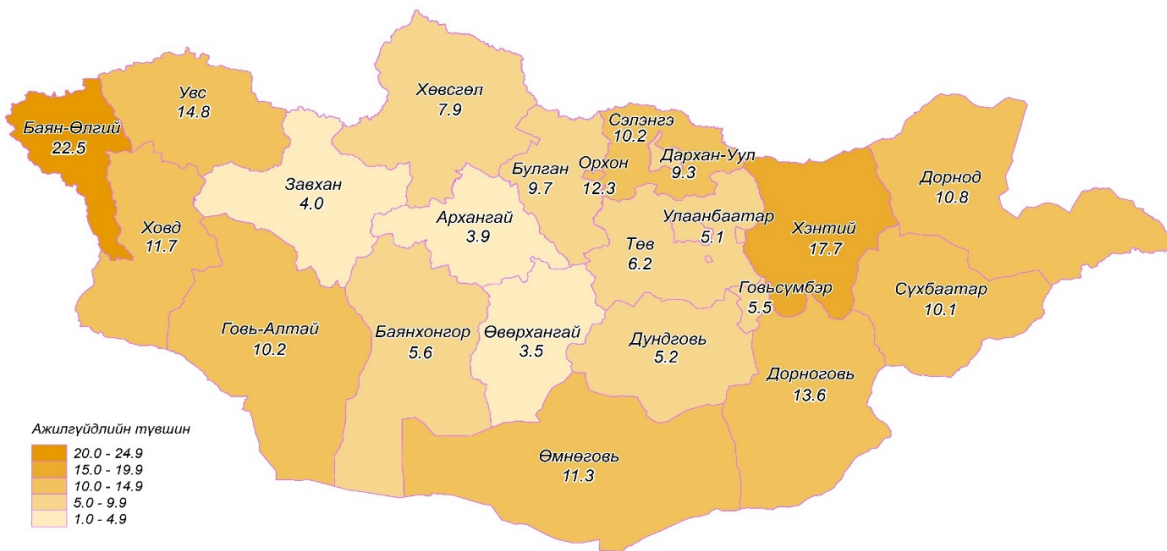 Увс
14.8
Хөвсгөл
7.9
Баян-Өлгий
22.5
Сэлэнгэ
10.2
Дархан-Уул
9.3
Булган
9.7
Орхон
12.3
Завхан
4.0
Дорнод
10.8
Архангай
3.9
Улаанбаатар
5.1
Ховд
11.7
Хэнтий
17.7
Төв
6.2
Говьсүмбэр
5.5
Сүхбаатар
10.1
Говь-Алтай
10.2
Баянхонгор
5.6
Өвөрхангай
3.5
Дундговь
5.2
Дорноговь
13.6
Өмнөговь
11.3
Ажилгүйдлийн түвшин
20.0 - 24.9
15.0 - 19.9
10.0 - 14.9
5.0 - 9.9
1.0 - 4.9